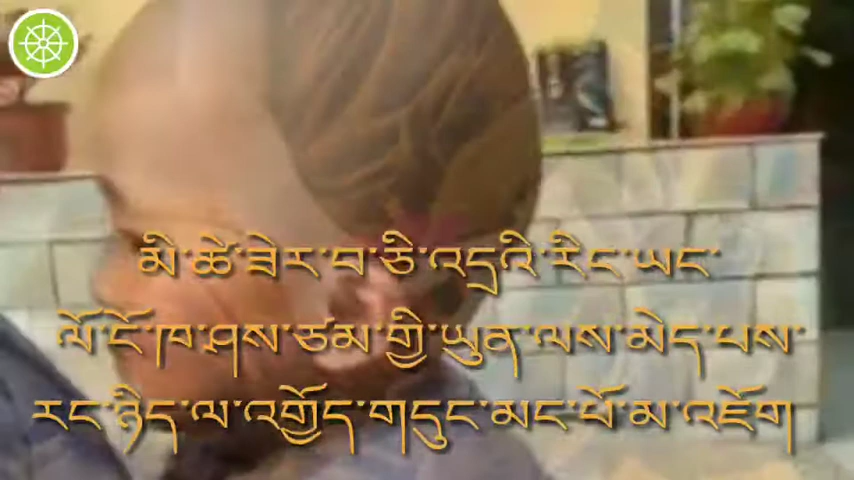 མི་ཚེ་ཟེར་བ་ཅི་འདྲའི་རིང་ཡང་
ལོ་ངོ་ཁ་ཤས་ཙམ་གྱི་ཡུན་ལས་མེད་པས་
རང་ཉིད་ལ་འགྱོད་གདུང་མང་པོ་མ་འཇོག